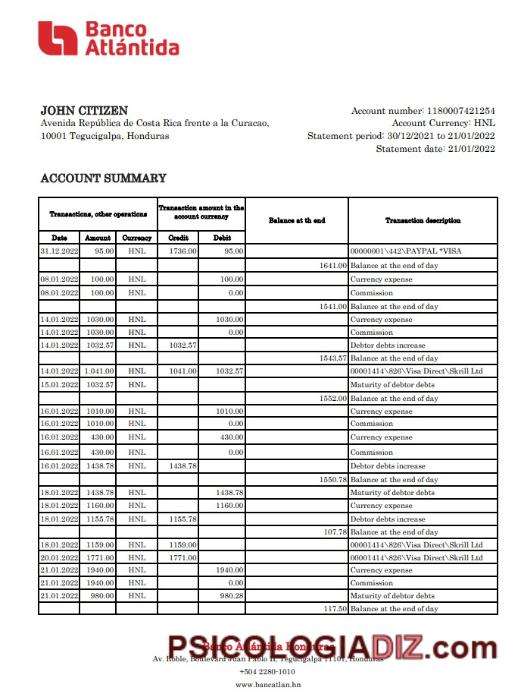 Banco
Atlántida
JOHN CITIZEN
Avenida República de Costa Rica frente a la Curacao,
10001 Tegucigalpa, Honduras
Account number: 1180007421254
Account Currency: HNL
Statement period: 30/12/2021 to 21/01/2022
Statement date: 21/01/2022
ACCOUNT SUMMARY
Transactions, other operations Transaction amount in the account currency Balance at th end Transaction description
Date Amount Currency Credit Debit
31.12.2022 95.00 HNL 1736.00 95.00 00000001\442\PAYPAL *VISA
1641.00 Balance at the end of day
08.01.2022 100.00 HNL 100.00 Currency expense
08.01.2022 100.00 HNL 0.00 Commission
1541.00 Balance at the end of day
14.01.2022 1030.00 HNL 1030.00 Currency expense
14.01.2022 1030.00 HNL 0.00 Commission
14.01.2022 1032.57 HNL 1032.57 Debtor debts increase
1543,57 Balance at the end of day
14.01.2022 1.041.00 HNL 1041.00 1032.57 00001414\826\Visa Direct\Skrill Ltd
15.01.2022 1032.57 HNL Maturity of debtor debts
1552.00 Balance at the end of day
16.01.2022 1010.00 HNL 1010.00 Currency expense
16.01.2022 1010.00 HNL 0.00 Commission
16.01.2022 430.00 HNL 430.00 Currency expense
16.01.2022 430.00 HNL 0.00 Commission
16.01.2022 1438.78 HNL 1438.78 Debtor debts increase
1550.78 Balance at the end of day
18.01.2022 1438.78 HNL 1438.78 Maturity of debtor debts
18.01.2022 1160.00 HNL 1160.00 Currency expense
18.01.2022 1155.78 HNL 1155.78 Debtor debts increase
107.78 Balance at the end of day
18.01.2022 1159.00 HNL 1159.00 00001414\826\Visa Direct\Skrill Ltd
20.01.2022 1771.00 HNL 1771.00 00001414\826\Visa Direct\Skrill Ltd
21.01.2022 1940.00 HNL 1940.00 Currency expense
21.01.2022 1940.00 HNL 0.00 Commission
21.01.2022 980.00 HNL 980.28 Maturity of debtor debts
117.50 Balance at the end of day
Banco Atlántida Honduras
PSICOLOGIADIZ.com
Av. Roble, Boulevard Juan Pablo II, Tegucigalpa 11101, Honduras
+504 2280-1010
www.bancatlan.hn